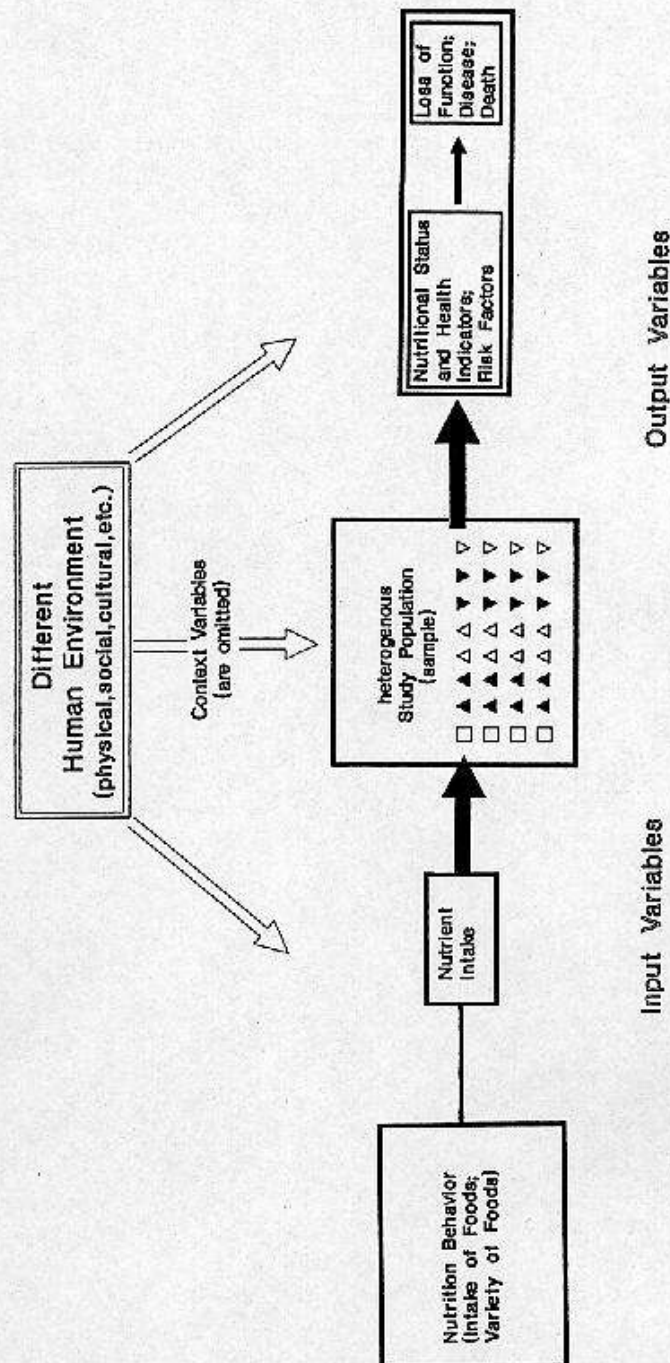 Different
Human Environment
(physical,social,cultural,etc.)
Context Variables
(are omitted)
Nutrition Behavior
(Intake of Foods;
Variety of Foods)
Nutrient
Intake
heterogenous
Study Population
(sample)
Nutritional Status
and Health
Indicators;
Risk Factors
Loss of
Function;
Disease;
Death
Input Variables
Output Variables